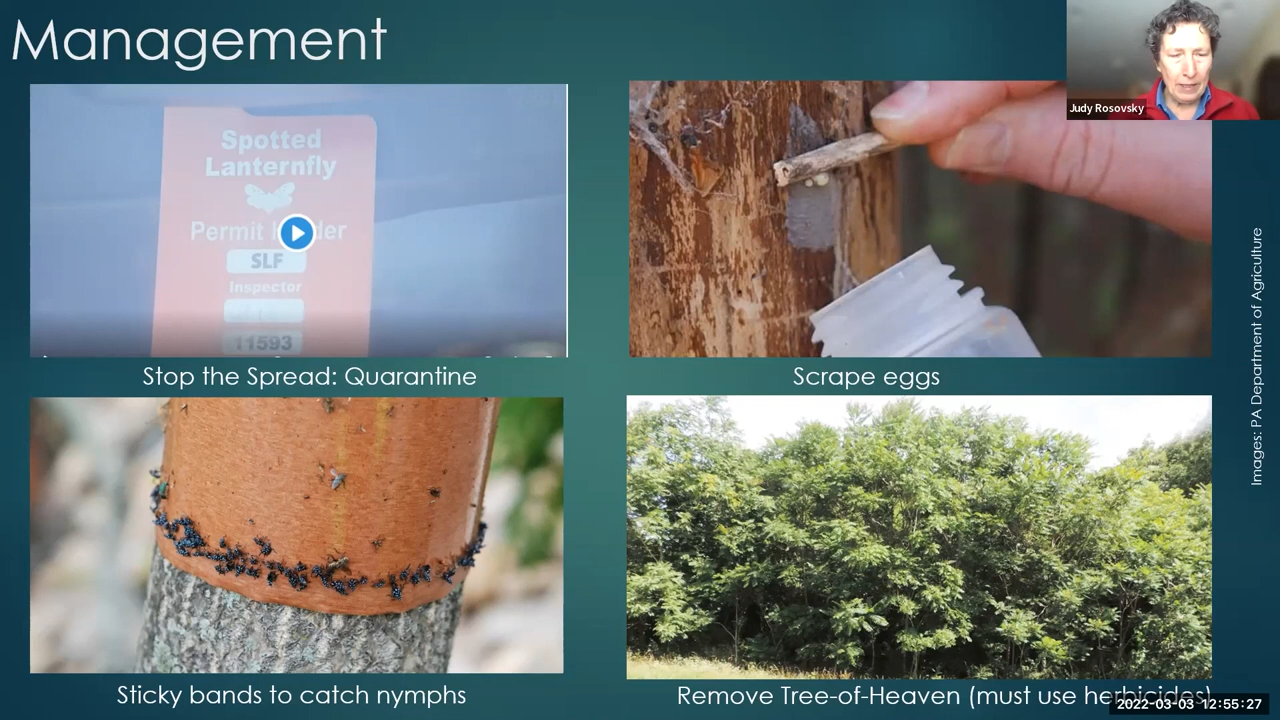 Management
Judy Rosovsky
Spotted
Lanternfly
Permit Holder
SLF
Inspector
11593
Stop the Spread: Quarantine
Scrape eggs
Images: PA Department of Agriculture
Sticky bands to catch nymphs
Remove Tree-of-Heaven (must use herbicides)
2022-03-03 12:55:27